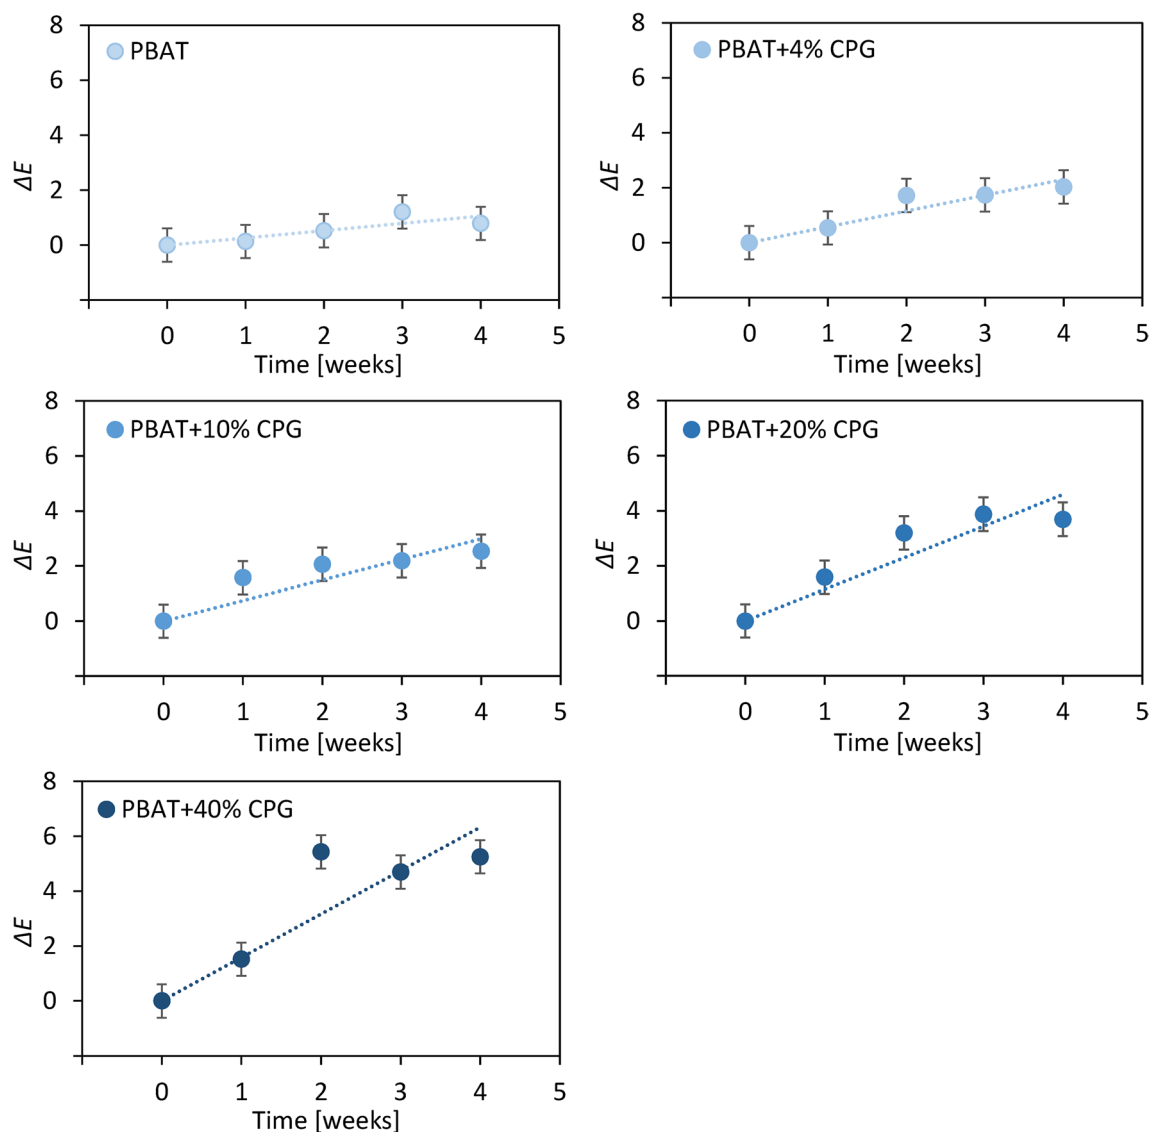 PBAT
8
6
4
2
0
ΔE
0 1 2 3 4 5
Time [weeks]
PBAT+4% CPG
8
6
4
2
0
ΔE
0 1 2 3 4 5
Time [weeks]
PBAT+10% CPG
8
6
4
2
0
ΔE
0 1 2 3 4 5
Time [weeks]
PBAT+20% CPG
8
6
4
2
0
ΔE
0 1 2 3 4 5
Time [weeks]
PBAT+40% CPG
8
6
4
2
0
ΔE
0 1 2 3 4 5
Time [weeks]